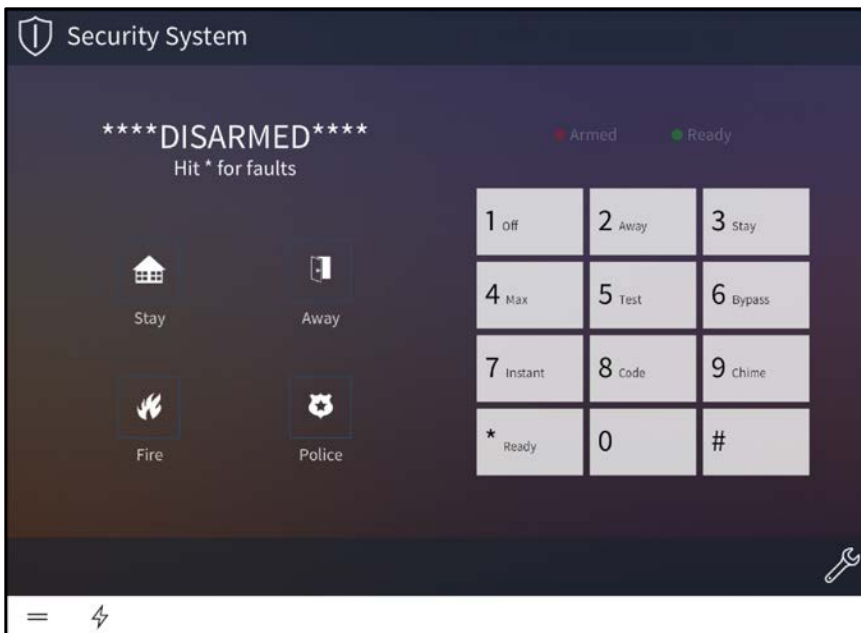 Security System
****DISARMED****
Hit * for faults
Armed Ready
1 Off 2 Away 3 Stay
4 Max 5 Test 6 Bypass
7 Instant 8 Code 9 Chime
* Ready 0 #
Stay Away
Fire Police